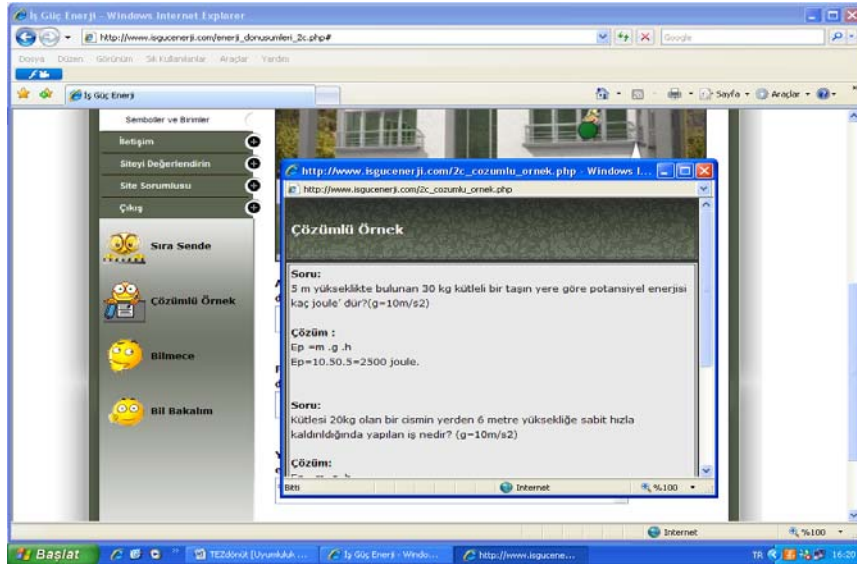 İş Güç Enerji - Windows Internet Explorer
http://www.isgucenerji.com/enerji_donusumleri_2c.php#
Google
Dosya Düzen Görünüm Sık Kullanılanlar Araçlar Yardım
İş Güç Enerji
Sayfa Araçlar
Semboller ve Birimler
İletişim
Siteyi Değerlendirin
Site Sorumlusu
Çıkış
Sıra Sende
Çözümlü Örnek
Bilmece
Bil Bakalım
http://www.isgucenerji.com/2c_cozumlu_ornek.php - Windows I...
http://www.isgucenerji.com/2c_cozumlu_ornek.php
Çözümlü Örnek
Soru:
5 m yükseklikte bulunan 30 kg kütleli bir taşın yere göre potansiyel enerjisi
kaç joule' dür?(g=10m/s2)
Çözüm :
Ep =m .g .h
Ep=10.50.5=2500 joule.
Soru:
Kütlesi 20kg olan bir cismin yerden 6 metre yüksekliğe sabit hızla
kaldırıldığında yapılan iş nedir? (g=10m/s2)
Çözüm:
Ep =m .g .h
Bitti Internet %100
Internet %100
Başlat TEZdönüt [Uyumluluk ... İş Güç Enerji - Windo... http://www.isgucene... TR 16:20